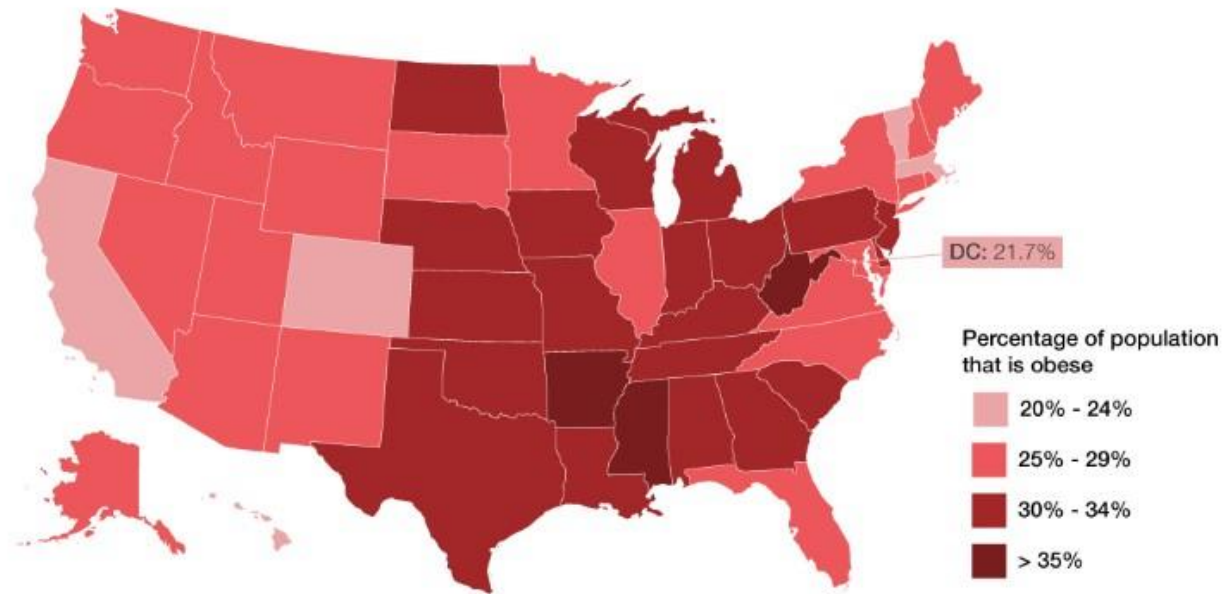 DC: 21.7%
Percentage of population
that is obese
20% - 24%
25% - 29%
30% - 34%
> 35%